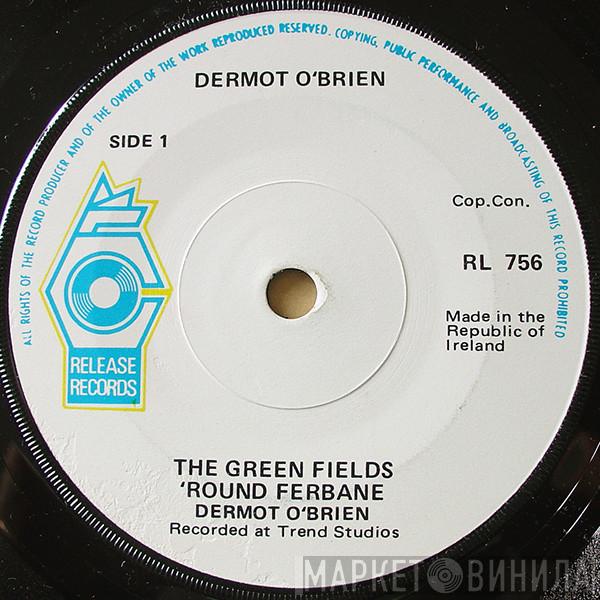 ALL RIGHTS OF THE RECORD PRODUCER AND OF THE OWNER OF THE WORK REPRODUCED RESERVED. COPYING, PUBLIC PERFORMANCE AND BROADCASTING OF THIS RECORD PROHIBITED
DERMOT O'BRIEN
SIDE 1
Cop.Con.
RL 756
Made in the
Republic of
Ireland
RELEASE
RECORDS
THE GREEN FIELDS
'ROUND FERBANE
DERMOT O'BRIEN
Recorded at Trend Studios
МАРКЕТ ВИНИЛА